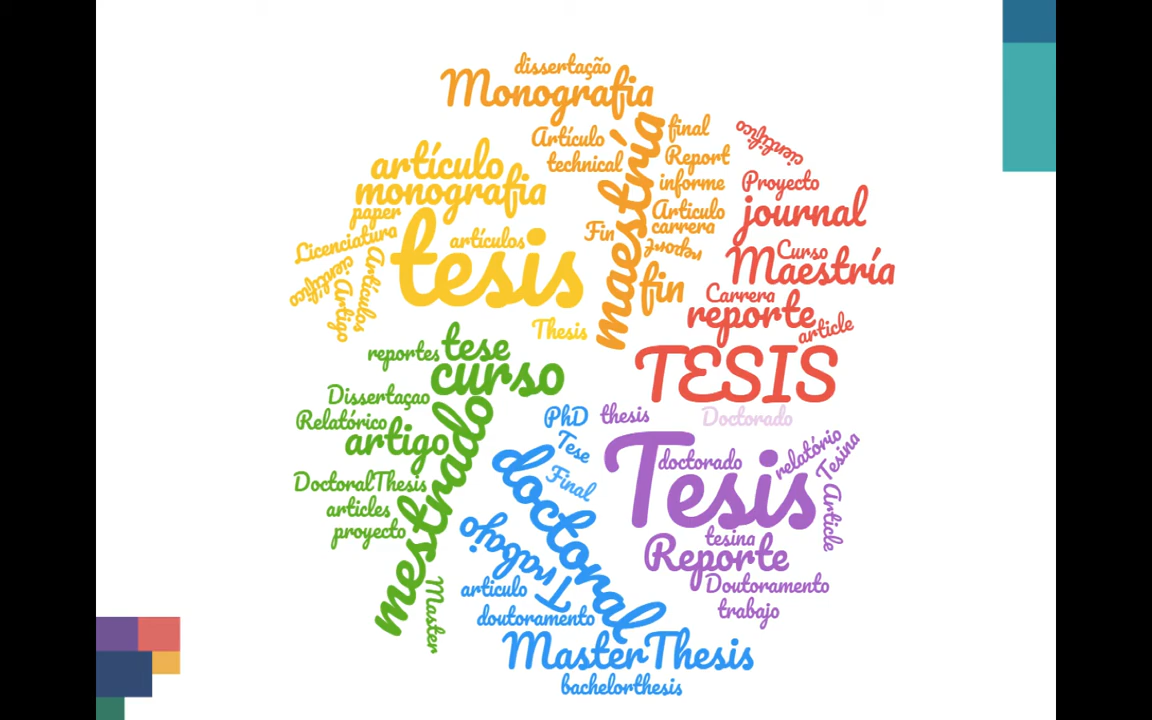 dissertação
Monografia
maestría
final
Artículo
technical
Report
informe
Articulo
carrera
report
Fin
fin
artículo
monografia
paper
Licenciatura
artículos
tesis
científico
Artículos
Artigo
Thesis
científico
Proyecto
journal
Curso
Maestría
Carrera
reporte
article
TESIS
tese
reportes
curso
Dissertaçao
Relatórico
artigo
mestrado
DoctoralThesis
articles
proyecto
Master
PhD
Tese
Final
doctoral
Trabajo
articulo
doutoramento
MasterThesis
bachelorthesis
thesis
Doctorado
Tesis
doctorado
relatório
Tesina
Article
tesina
Reporte
Doutoramento
trabajo